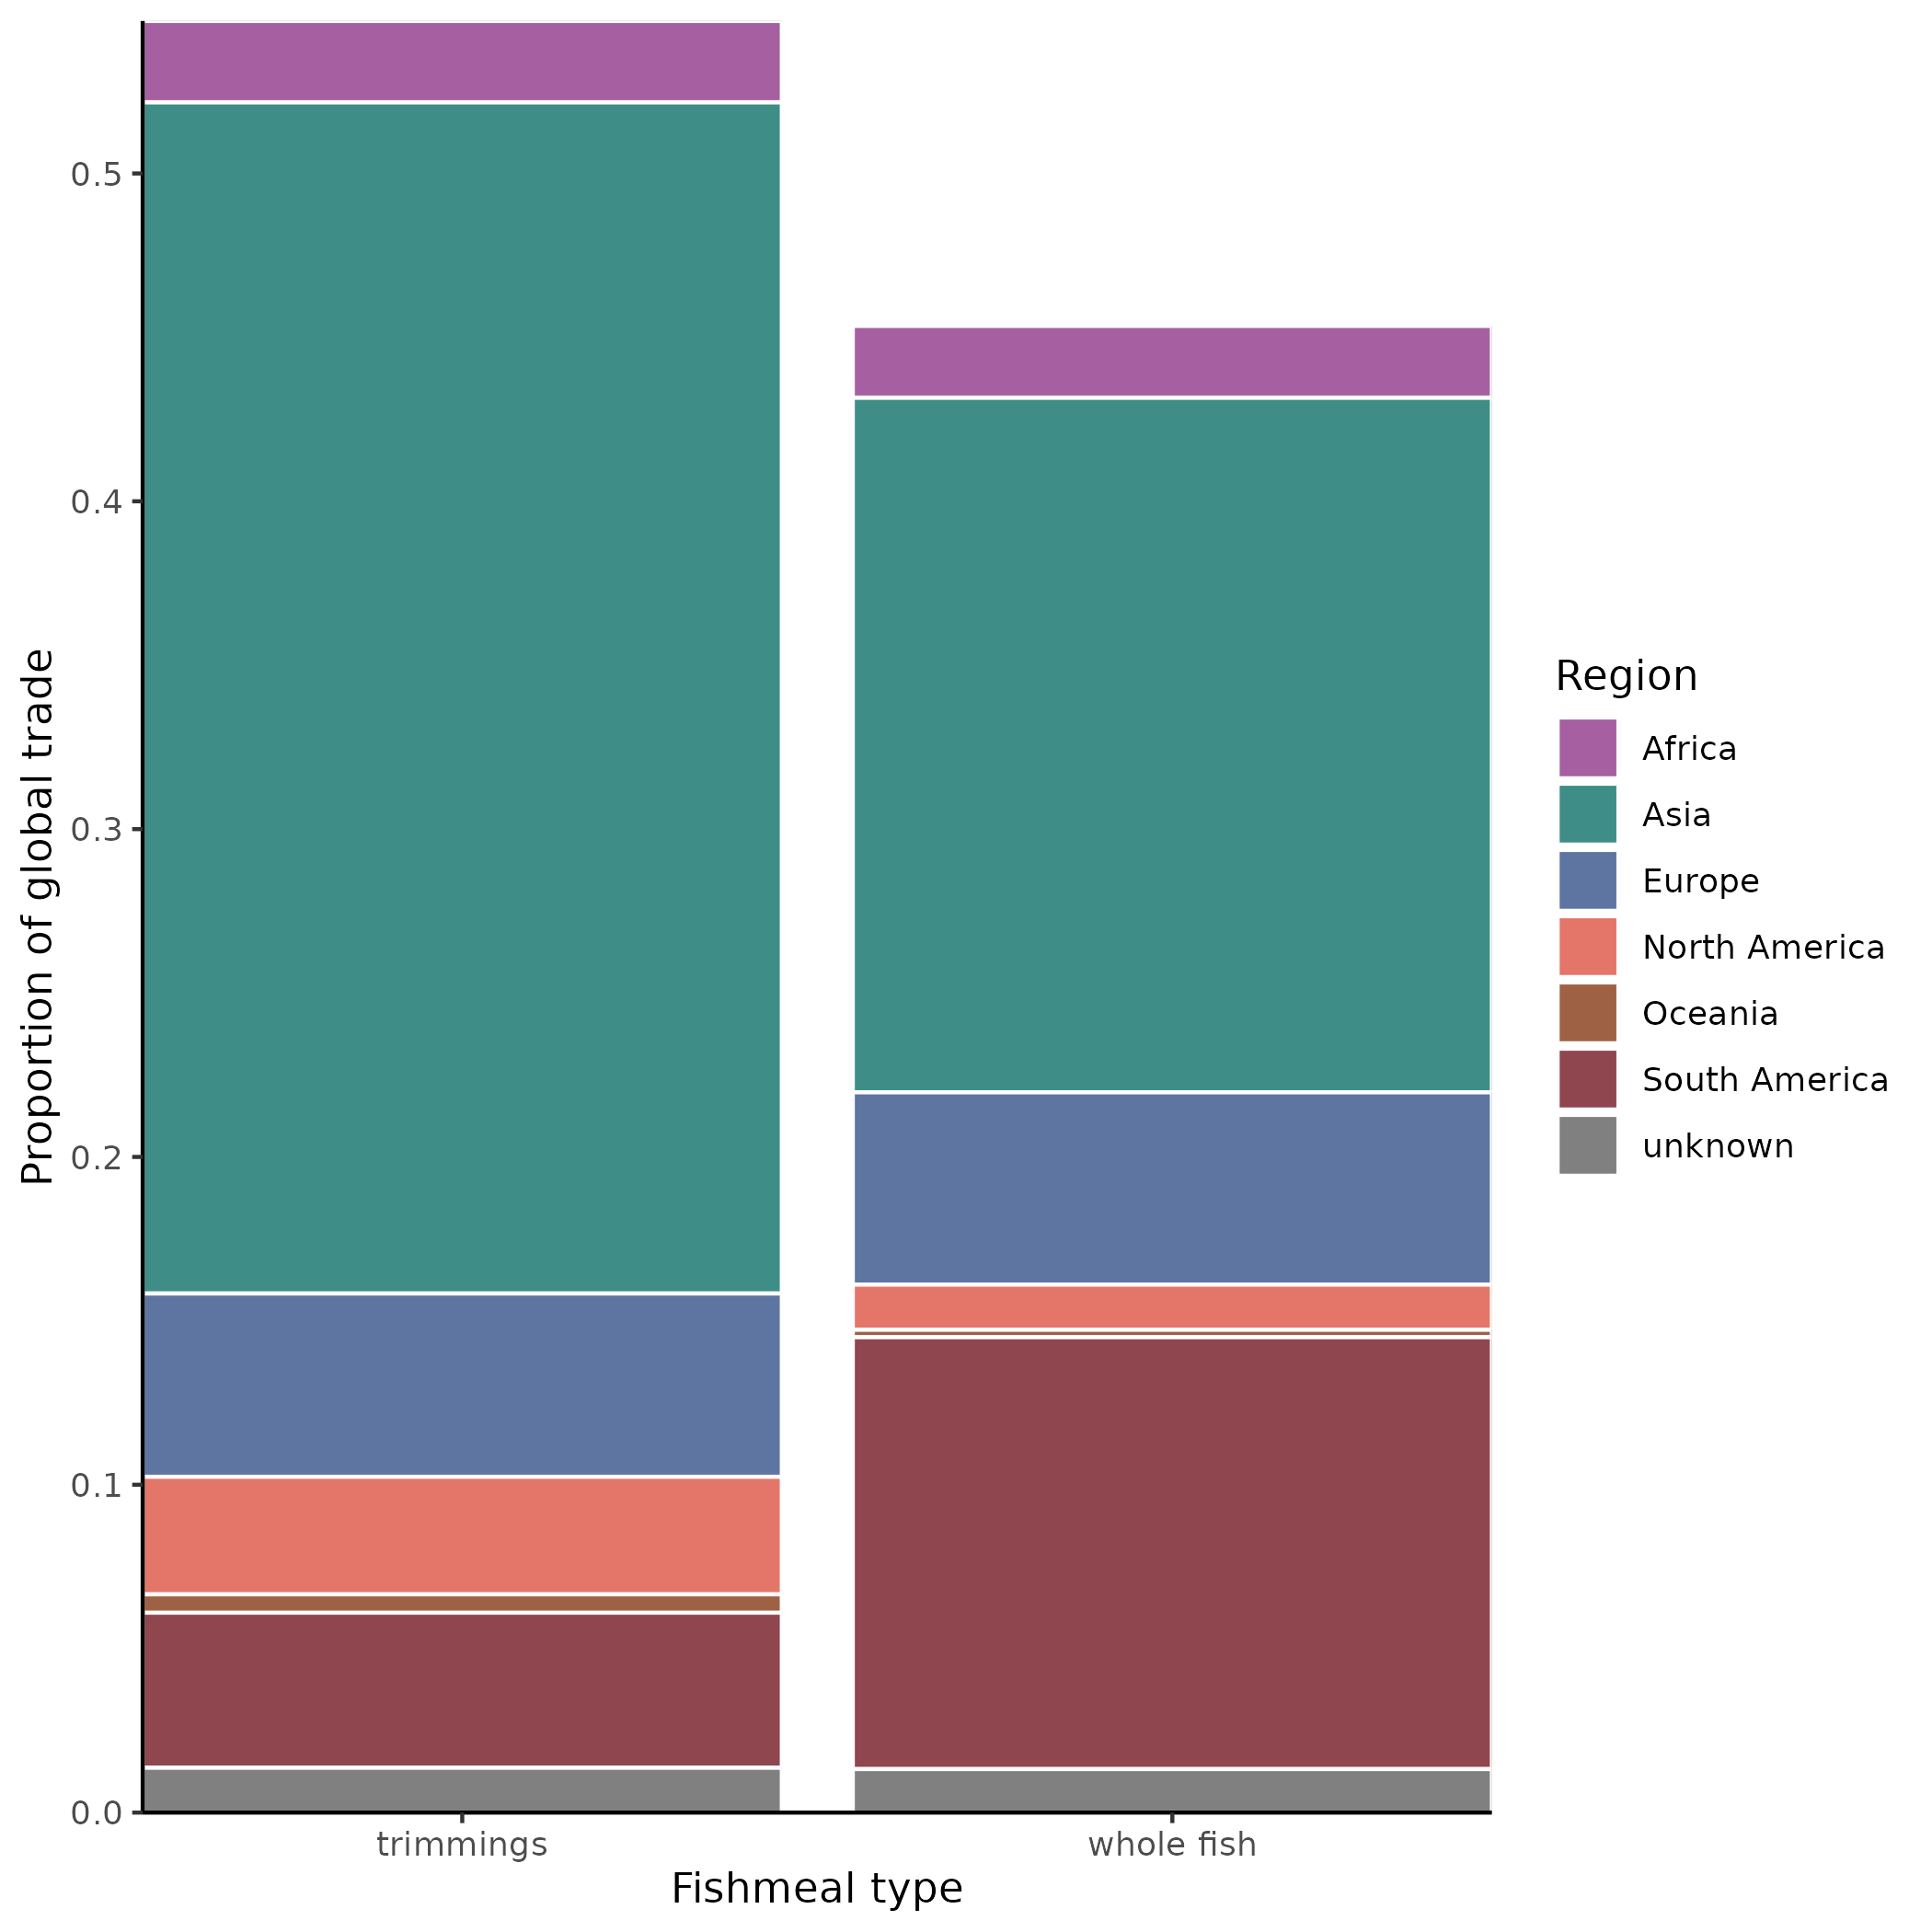 Proportion of global trade
0.5
0.4
0.3
0.2
0.1
0.0
trimmings
whole fish
Fishmeal type
Region
Africa
Asia
Europe
North America
Oceania
South America
unknown